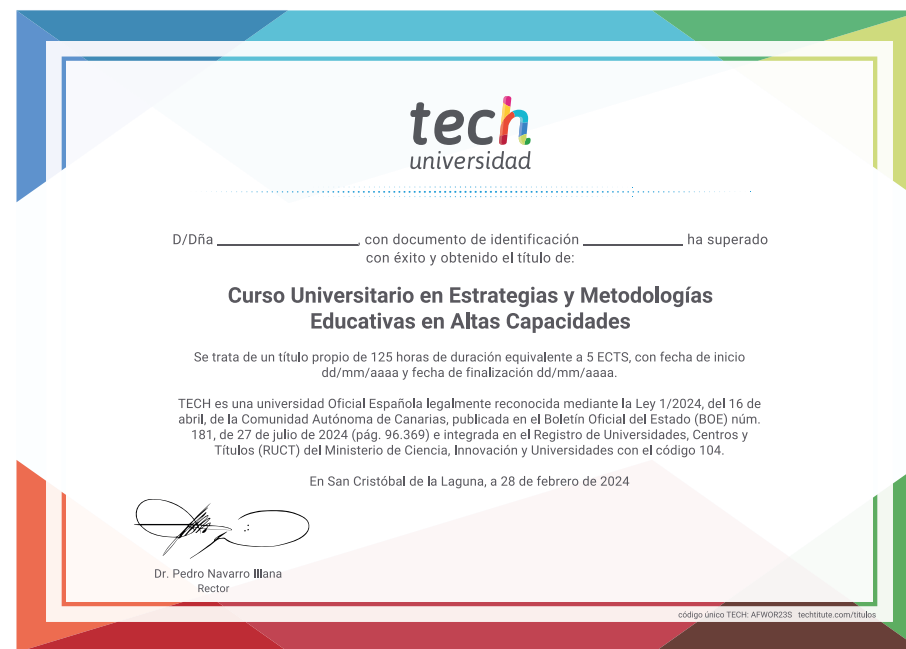 tech
universidad
D/Dña ____________, con documento de identificación ____________ ha superado
con éxito y obtenido el título de:
Curso Universitario en Estrategias y Metodologías
Educativas en Altas Capacidades
Se trata de un título propio de 125 horas de duración equivalente a 5 ECTS, con fecha de inicio
dd/mm/aaaa y fecha de finalización dd/mm/aaaa.
TECH es una universidad Oficial Española legalmente reconocida mediante la Ley 1/2024, del 16 de
abril, de la Comunidad Autónoma de Canarias, publicada en el Boletín Oficial del Estado (BOE) núm.
181, de 27 de julio de 2024 (pág. 96.369) e integrada en el Registro de Universidades, Centros y
Títulos (RUCT) del Ministerio de Ciencia, Innovación y Universidades con el código 104.
En San Cristóbal de la Laguna, a 28 de febrero de 2024
Dr. Pedro Navarro Illana
Rector
código único TECH: AFWOR23S techtitute.com/titulos